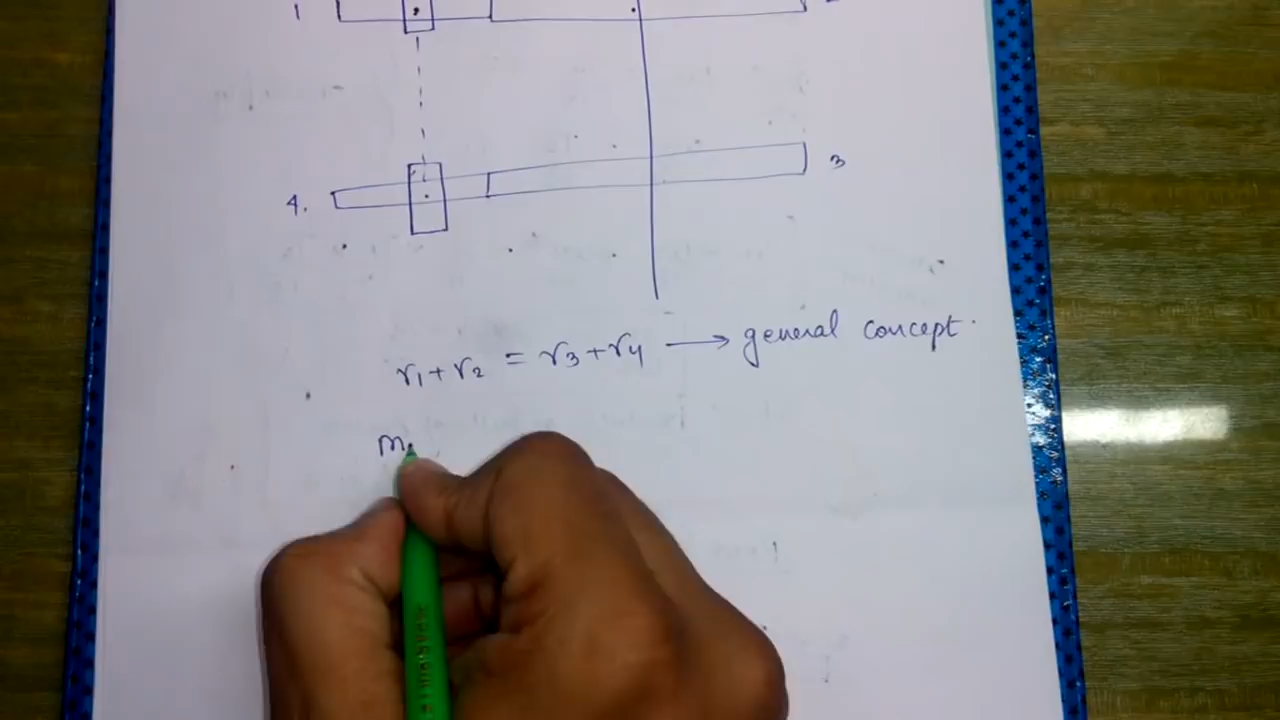 1
4. 3
r1 + r2 = r3 + r4 → general concept.
m